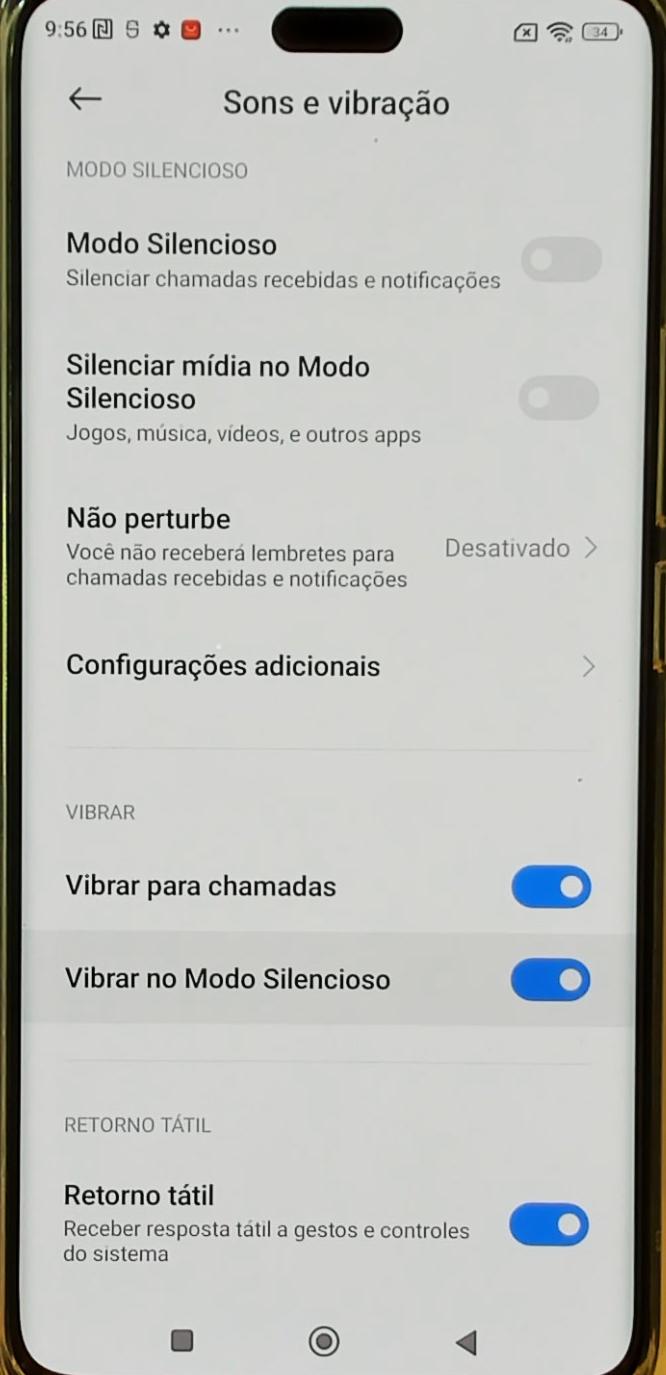 9:56
34
Sons e vibração
MODO SILENCIOSO
Modo Silencioso
Silenciar chamadas recebidas e notificações
Silenciar mídia no Modo
Silencioso
Jogos, música, vídeos, e outros apps
Não perturbe
Você não receberá lembretes para
chamadas recebidas e notificações
Desativado
Configurações adicionais
VIBRAR
Vibrar para chamadas
Vibrar no Modo Silencioso
RETORNO TÁTIL
Retorno tátil
Receber resposta tátil a gestos e controles
do sistema